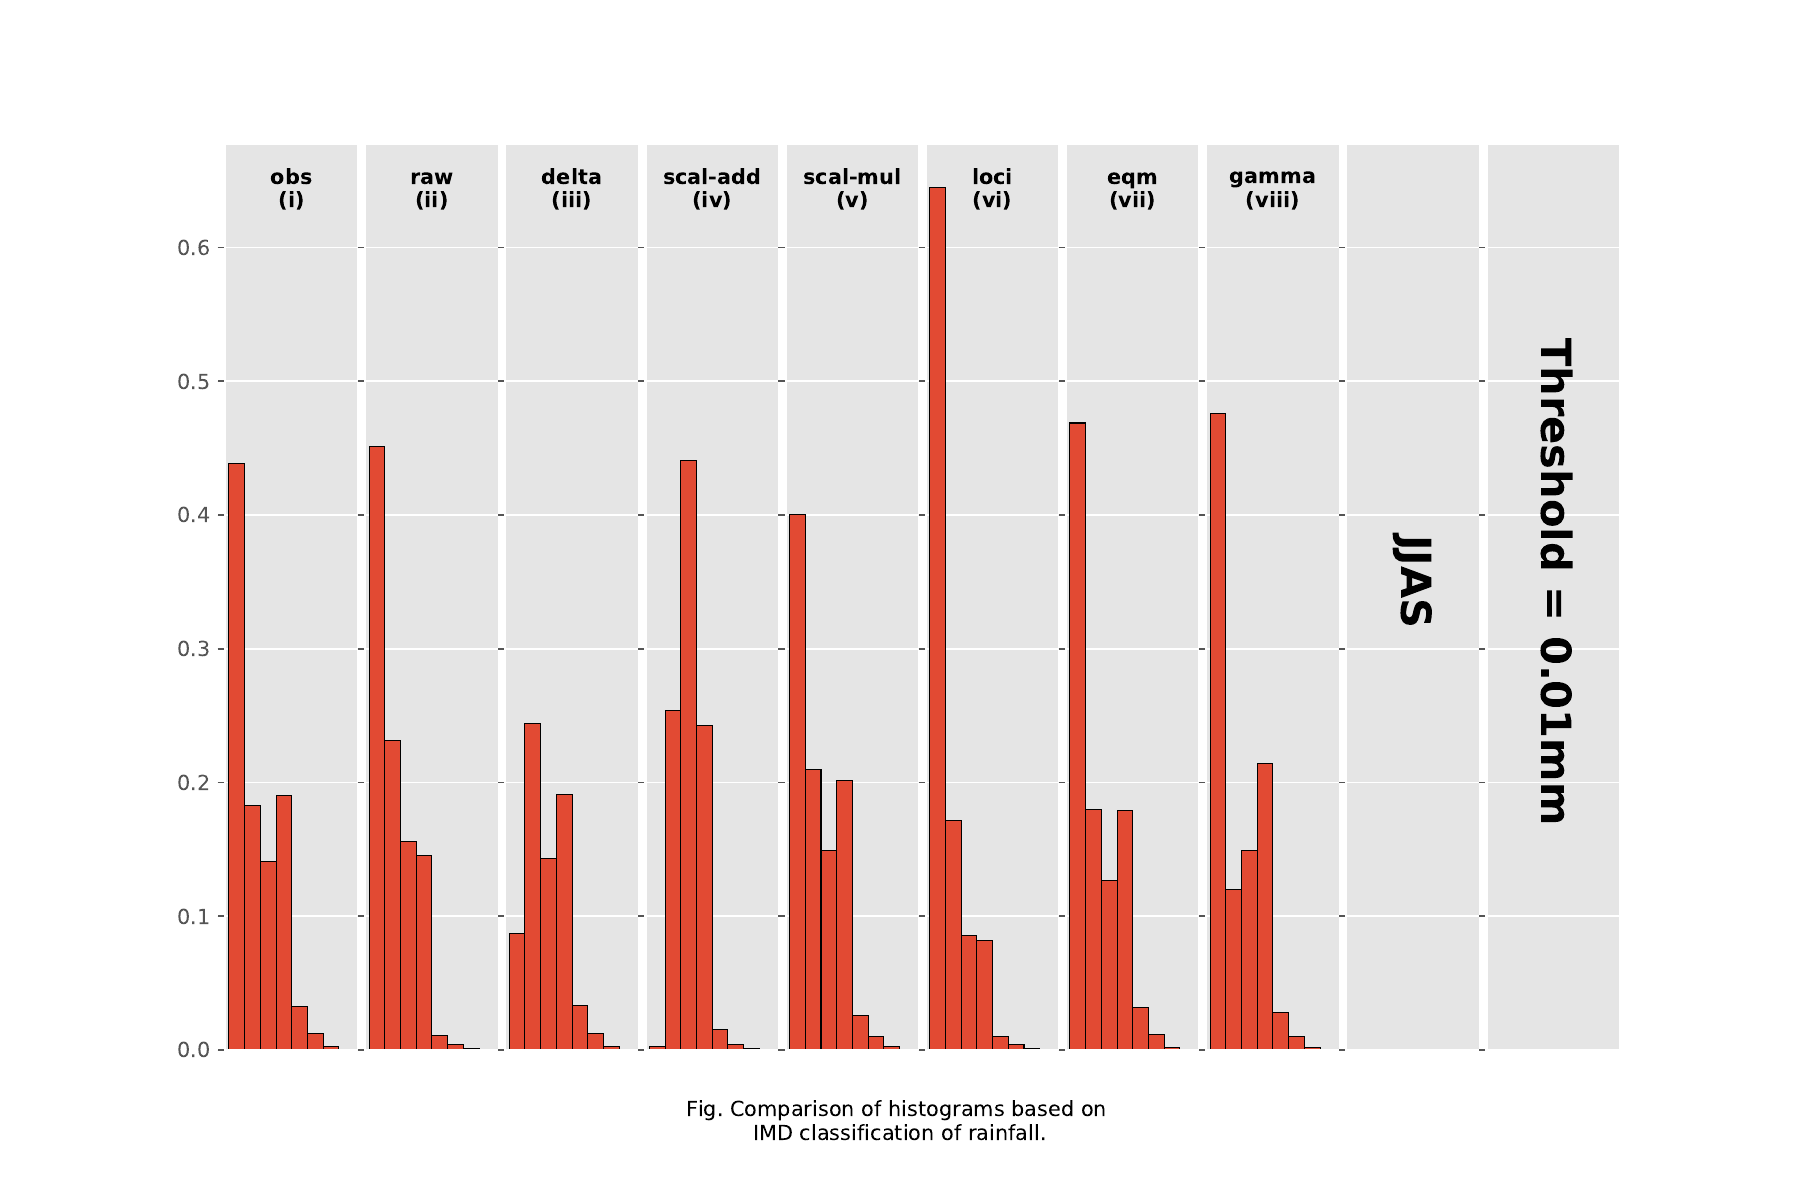 obs
(i)
raw
(ii)
delta
(iii)
scal-add
(iv)
scal-mul
(v)
loci
(vi)
eqm
(vii)
gamma
(viii)
0.6
0.5
0.4
0.3
0.2
0.1
0.0
JJAS
Threshold = 0.01mm
Fig. Comparison of histograms based on
IMD classification of rainfall.